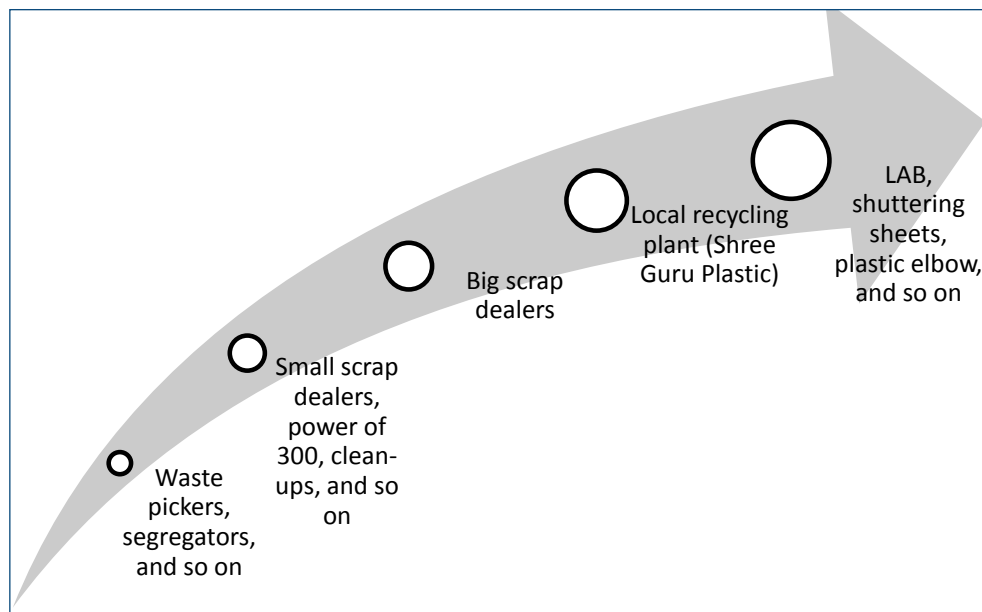 Waste
pickers,
segregators,
and so on
Small scrap
dealers,
power of
300, clean-
ups, and so
on
Big scrap
dealers
Local recycling
plant (Shree
Guru Plastic)
LAB,
shuttering
sheets,
plastic elbow,
and so on